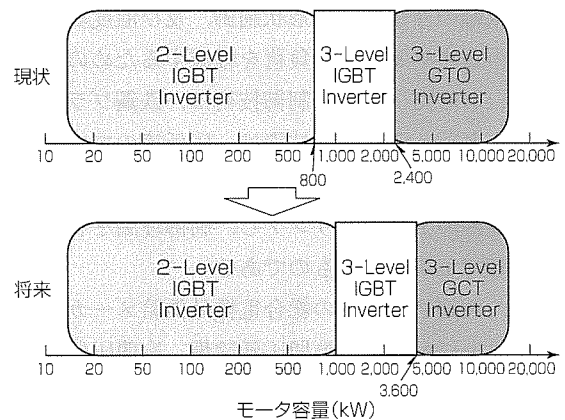 現状
2-Level
IGBT
Inverter
3-Level
IGBT
Inverter
3-Level
GTO
Inverter
10 20 50 100 200 500 1,000 2,000 5,000 10,000 20,000
800 2,400
将来
2-Level
IGBT
Inverter
3-Level
IGBT
Inverter
3-Level
GCT
Inverter
10 20 50 100 200 500 1,000 2,000 5,000 10,000 20,000
3,600
モータ容量(kW)